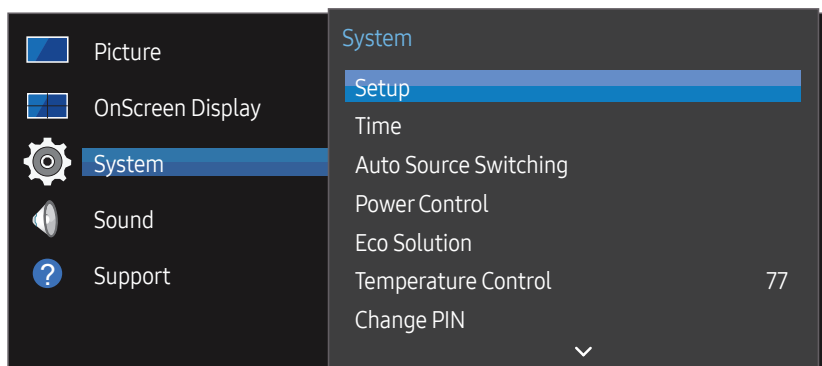 Picture
OnScreen Display
System
Sound
? Support
System
Setup
Time
Auto Source Switching
Power Control
Eco Solution
Temperature Control 77
Change PIN